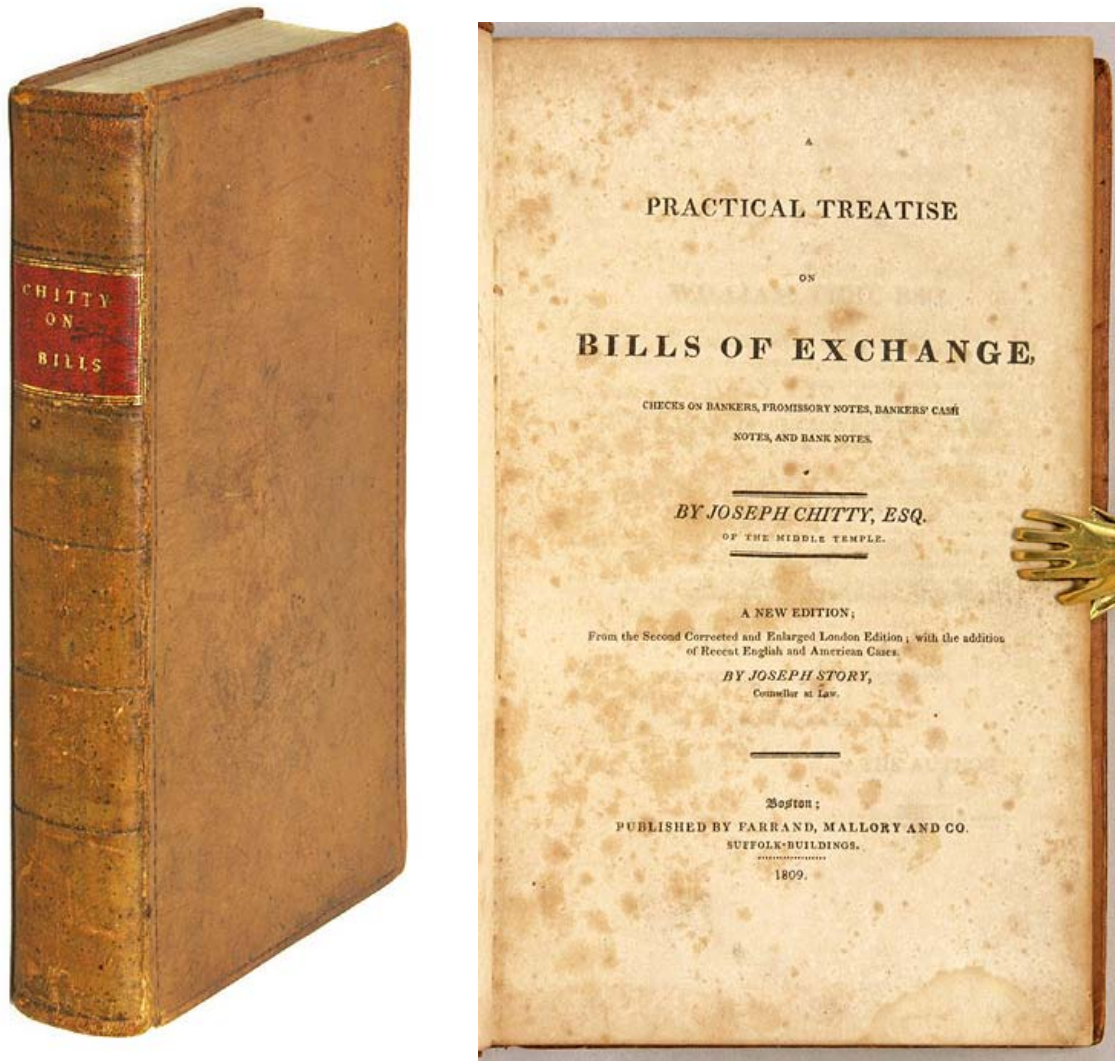 CHITTY
ON
BILLS
A
PRACTICAL TREATISE
ON
BILLS OF EXCHANGE,
CHECKS ON BANKERS, PROMISSORY NOTES, BANKERS' CASH
NOTES, AND BANK NOTES.
BY JOSEPH CHITTY, ESQ.
OF THE MIDDLE TEMPLE.
A NEW EDITION;
From the Second Corrected and Enlarged London Edition; with the addition
of Recent English and American Cases.
BY JOSEPH STORY,
Counsellor at Law.
Boston;
PUBLISHED BY FARRAND, MALLORY AND CO.
SUFFOLK-BUILDINGS.
1809.